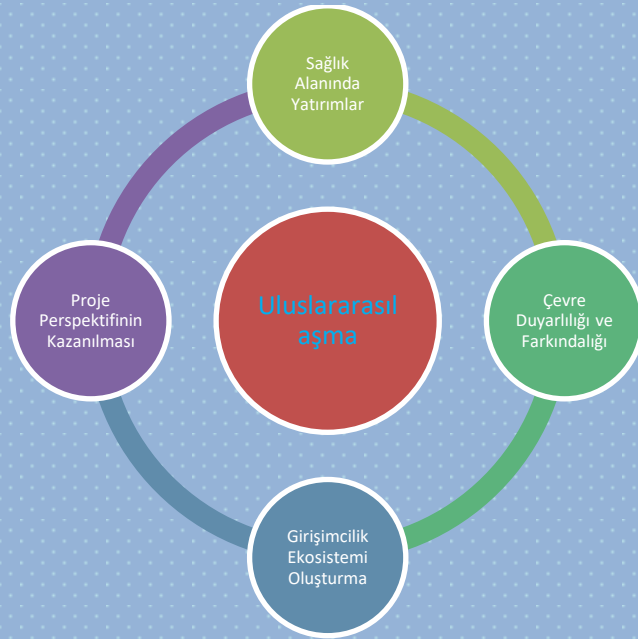 Sağlık
Alanında
Yatırımlar
Proje
Perspektifinin
Kazanılması
Uluslararasıl
aşma
Çevre
Duyarlılığı ve
Farkındalığı
Girişimcilik
Ekosistemi
Oluşturma